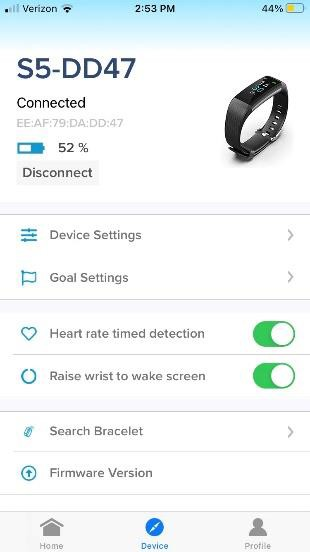 Verizon 2:53 PM 44%
S5-DD47
Connected
EE:AF:79:DA:DD:47
52 %
Disconnect
Device Settings
Goal Settings
Heart rate timed detection
Raise wrist to wake screen
Search Bracelet
Firmware Version
Home Device Profile